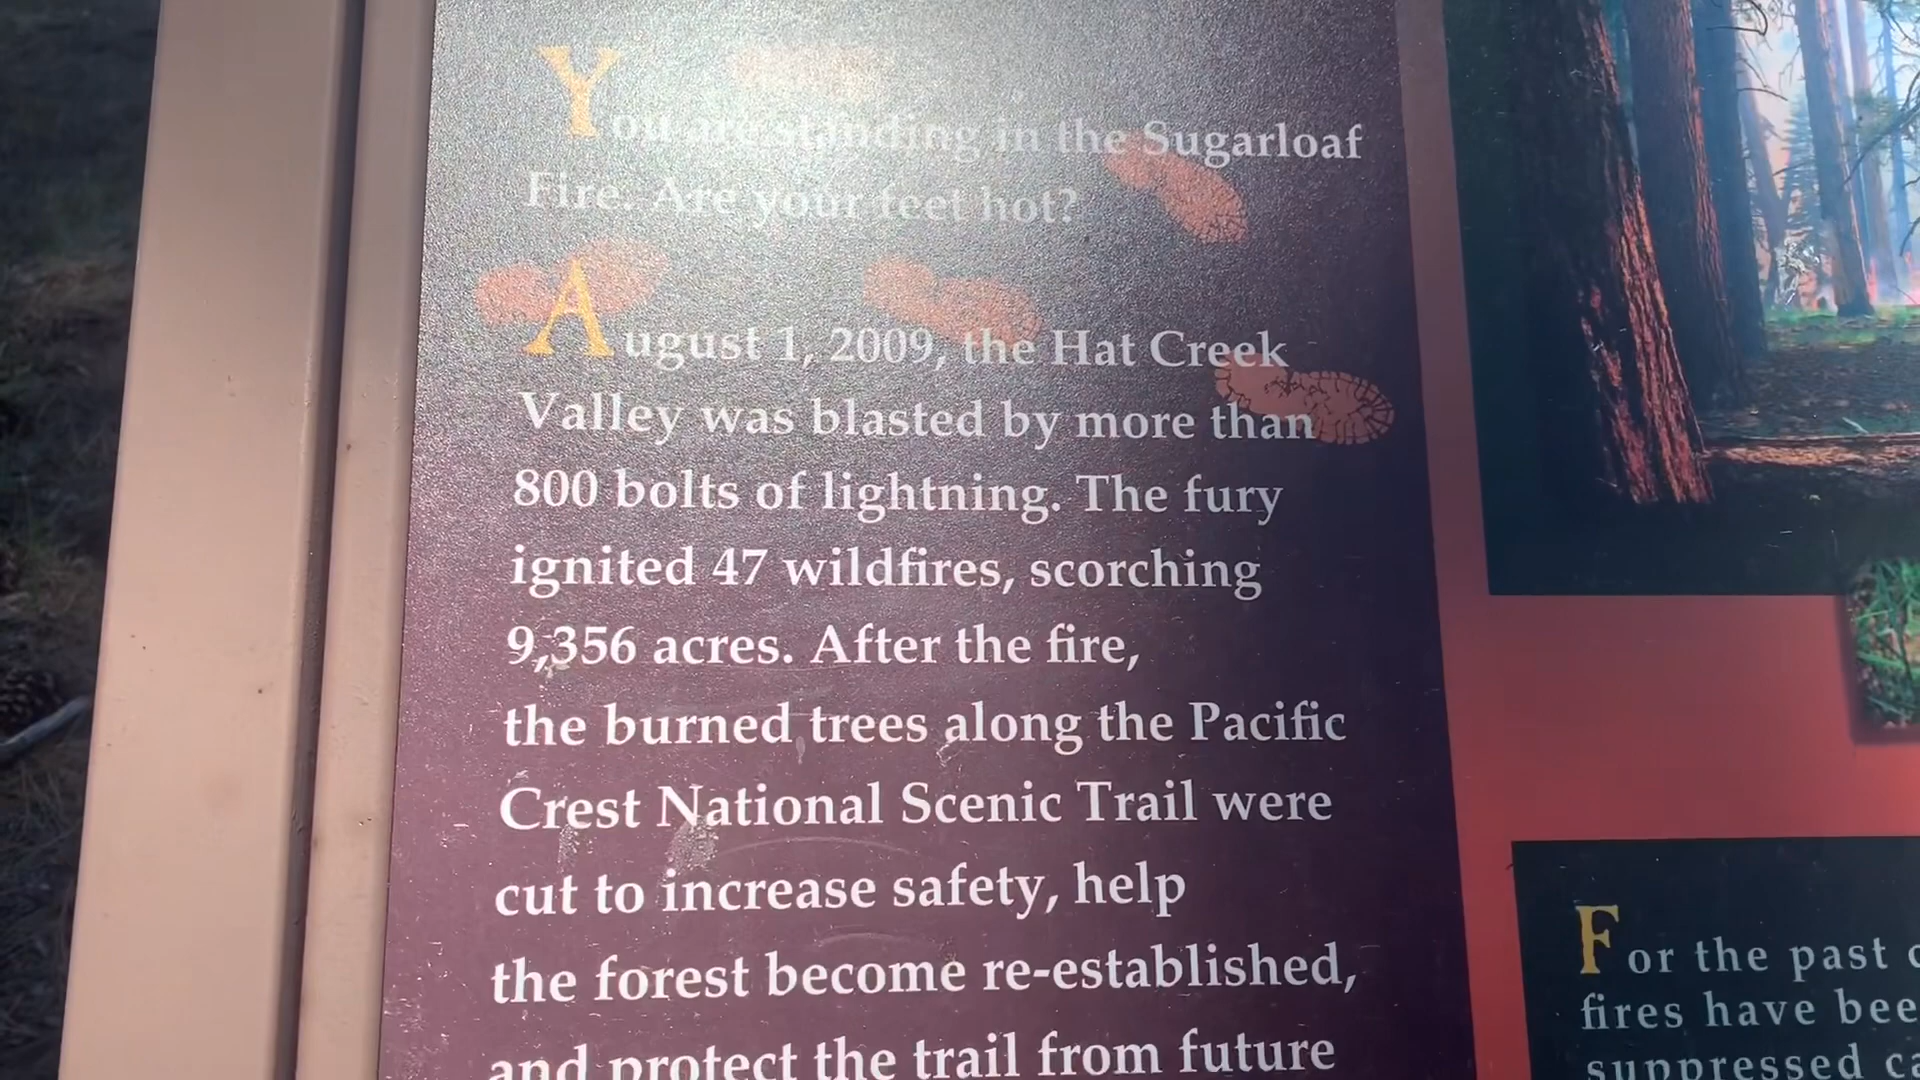 You are standing in the Sugarloaf
Fire. Are your feet hot?
August 1, 2009, the Hat Creek
Valley was blasted by more than
800 bolts of lightning. The fury
ignited 47 wildfires, scorching
9,356 acres. After the fire,
the burned trees along the Pacific
Crest National Scenic Trail were
cut to increase safety, help
the forest become re-established,
and protect the trail from future
For the past
fires have
suppressed